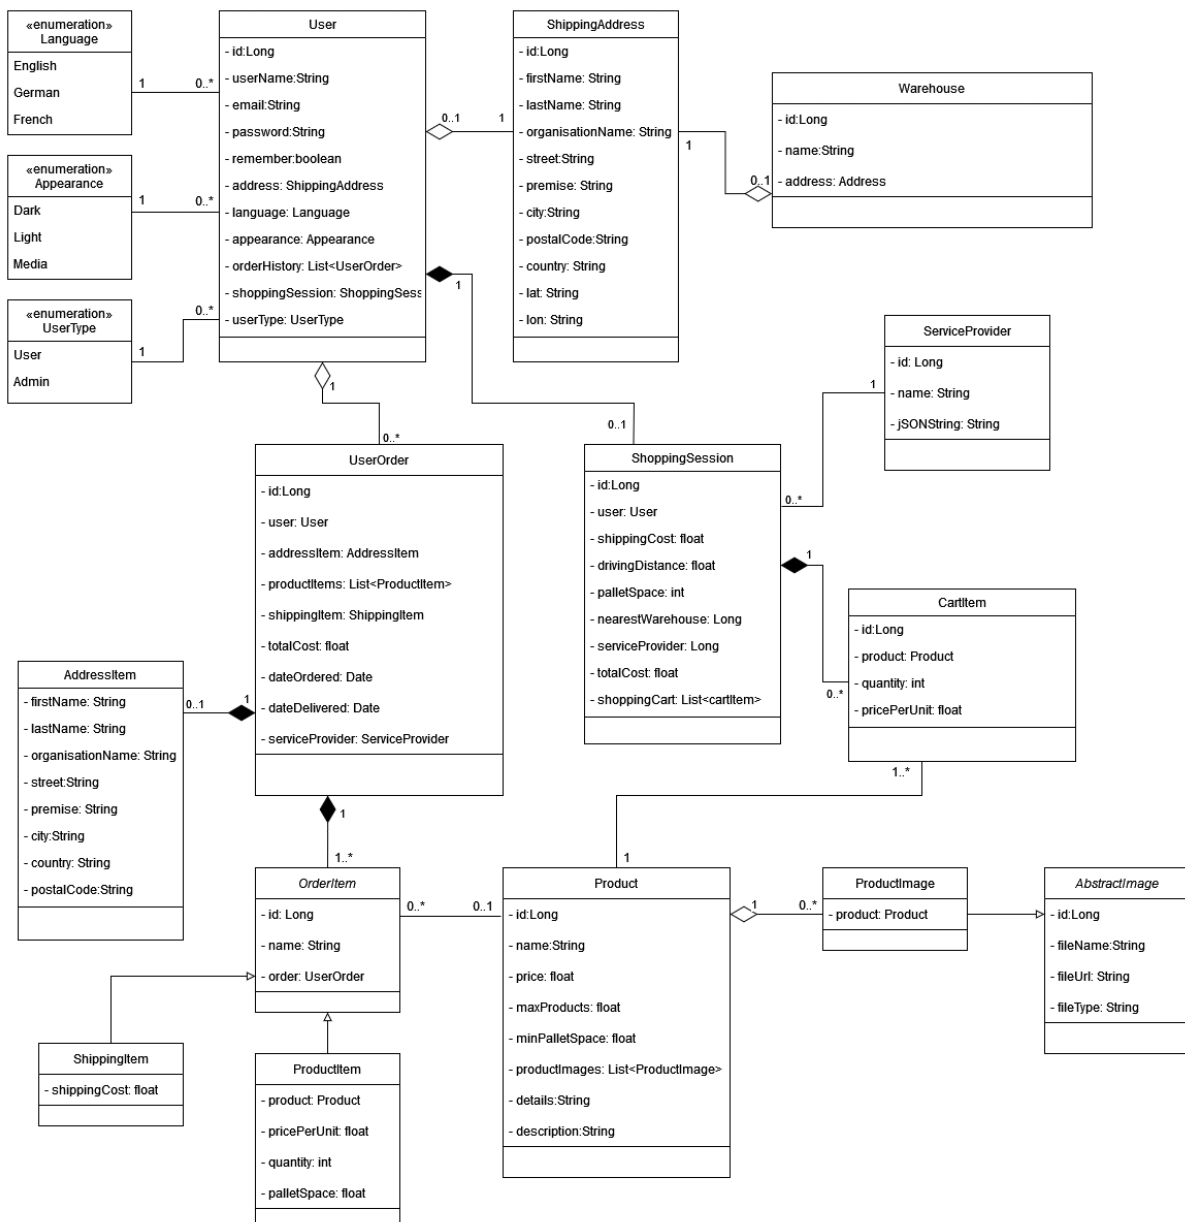 «enumeration»
Language
English
German
French
1
0..*
«enumeration»
Appearance
Dark
Light
Media
1
0..*
«enumeration»
UserType
User
Admin
1
0..*
User
- id:Long
- userName:String
- email:String
- password:String
- remember:boolean
- address: ShippingAddress
- language: Language
- appearance: Appearance
- orderHistory: List<UserOrder>
- shoppingSession: ShoppingSess
- userType: UserType
0..1
1
1
0..1
1
0..*
ShippingAddress
- id:Long
- firstName: String
- lastName: String
- organisationName: String
- street:String
- premise: String
- city:String
- postalCode:String
- country: String
- lat: String
- lon: String
1
0..1
Warehouse
- id:Long
- name:String
- address: Address
ServiceProvider
- id: Long
- name: String
- jSONString: String
1
0..*
UserOrder
- id:Long
- user: User
- addressItem: AddressItem
- productItems: List<ProductItem>
- shippingItem: ShippingItem
- totalCost: float
- dateOrdered: Date
- dateDelivered: Date
- serviceProvider: ServiceProvider
ShoppingSession
- id:Long
- user: User
- shippingCost: float
- drivingDistance: float
- palletSpace: int
- nearestWarehouse: Long
- serviceProvider: Long
- totalCost: float
- shoppingCart: List<cartItem>
1
0..*
CartItem
- id:Long
- product: Product
- quantity: int
- pricePerUnit: float
1..*
1
AddressItem
- firstName: String
- lastName: String
- organisationName: String
- street:String
- premise: String
- city:String
- country: String
- postalCode:String
0..1
1
1
1..*
OrderItem
- id: Long
- name: String
- order: UserOrder
0..*
0..1
Product
- id:Long
- name:String
- price: float
- maxProducts: float
- minPalletSpace: float
- productImages: List<ProductImage>
- details:String
- description:String
1
0..*
ProductImage
- product: Product
AbstractImage
- id:Long
- fileName:String
- fileUrl: String
- fileType: String
ShippingItem
- shippingCost: float
ProductItem
- product: Product
- pricePerUnit: float
- quantity: int
- palletSpace: float